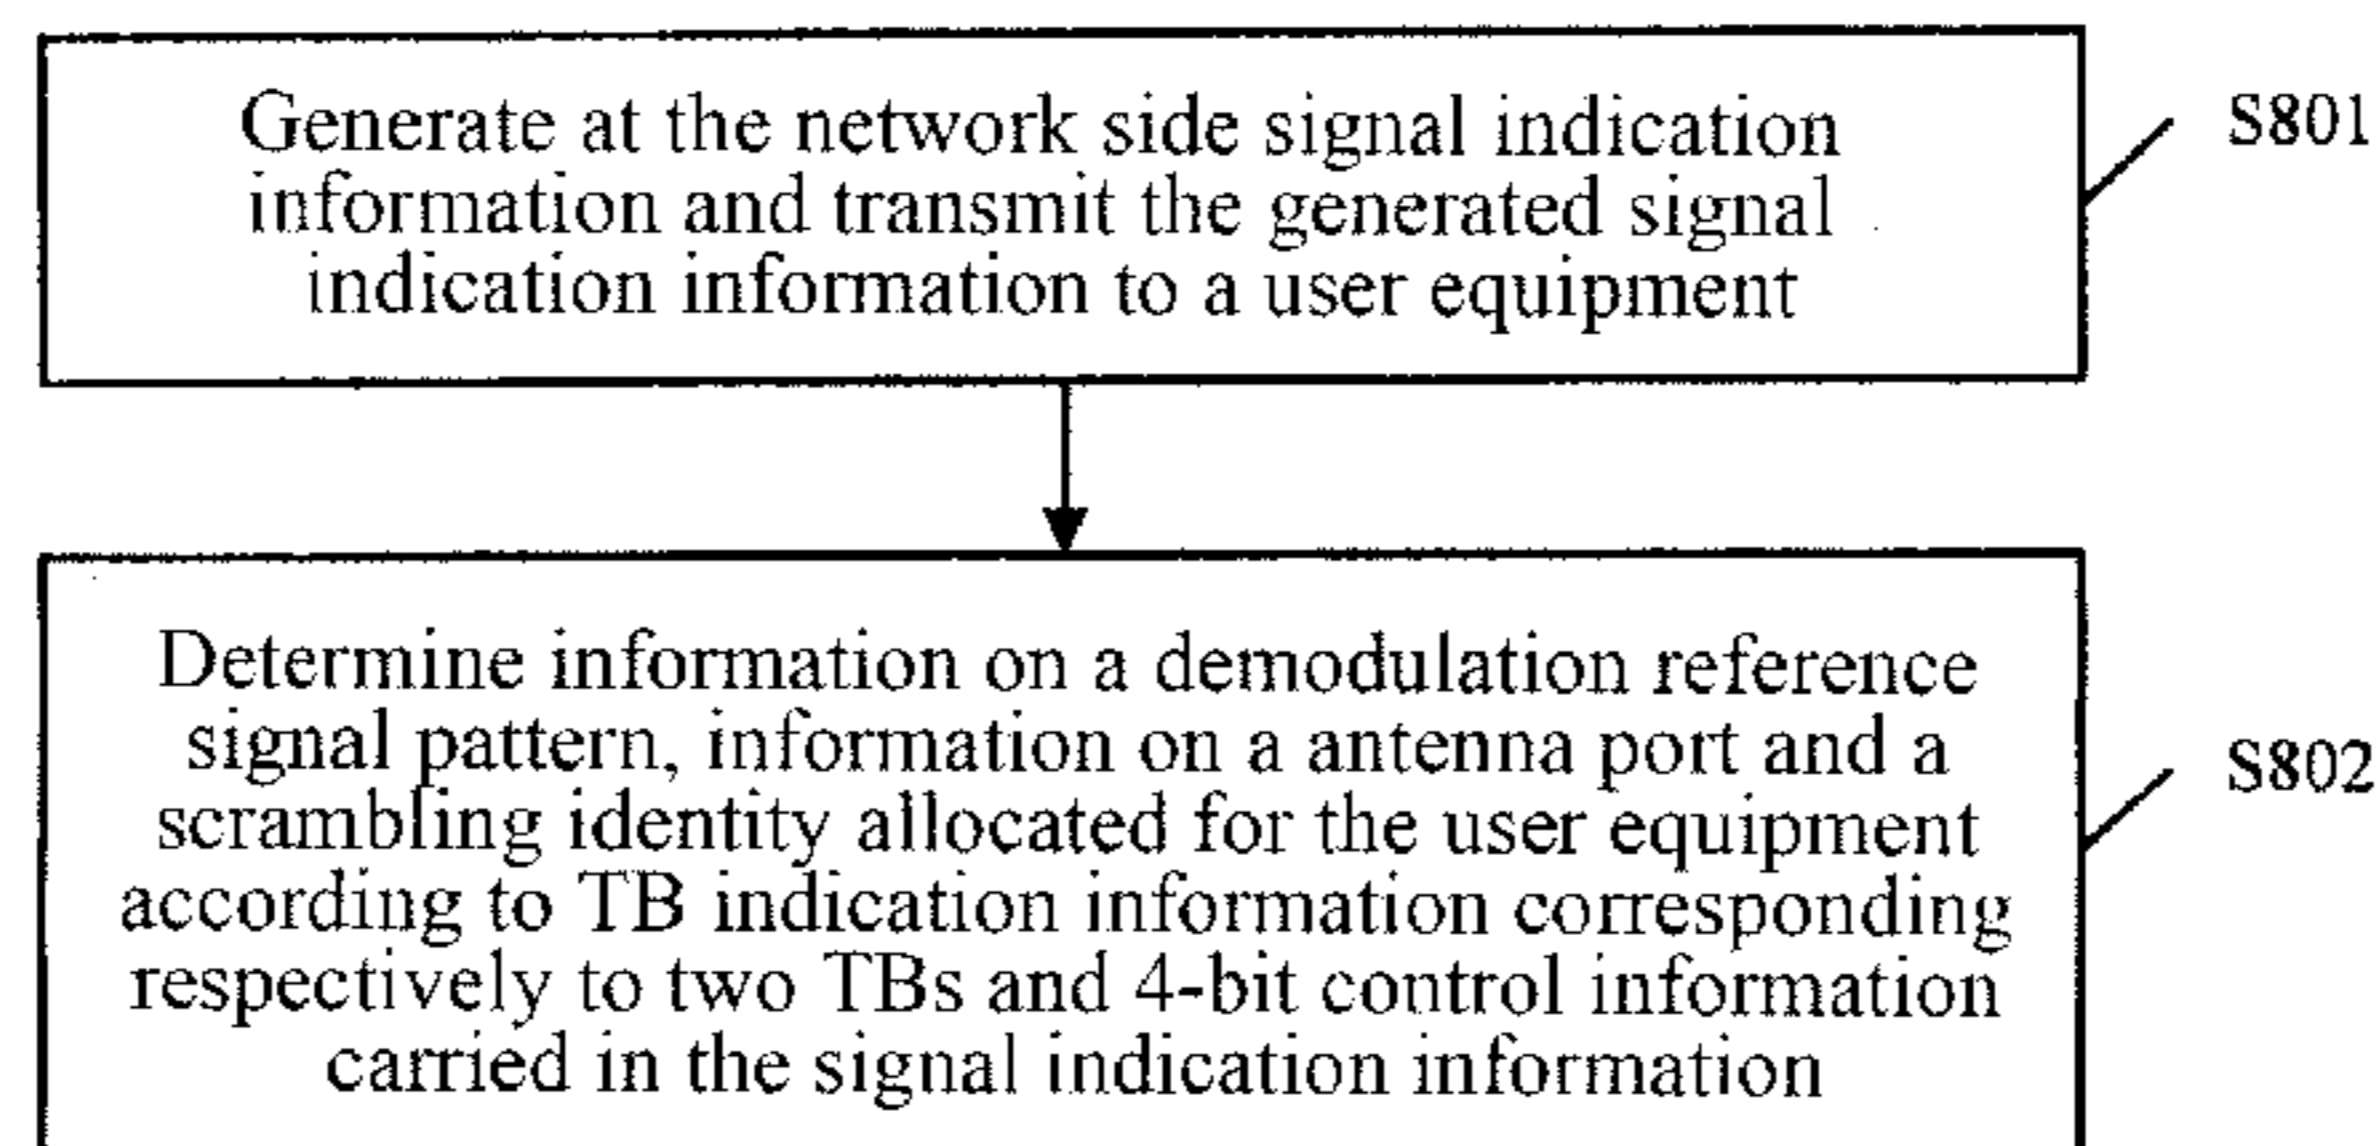 Generate at the network side signal indication
information and transmit the generated signal
indication information to a user equipment
S801
Determine information on a demodulation reference
signal pattern, information on a antenna port and a
scrambling identity allocated for the user equipment
according to TB indication information corresponding
respectively to two TBs and 4-bit control information
carried in the signal indication information
S802